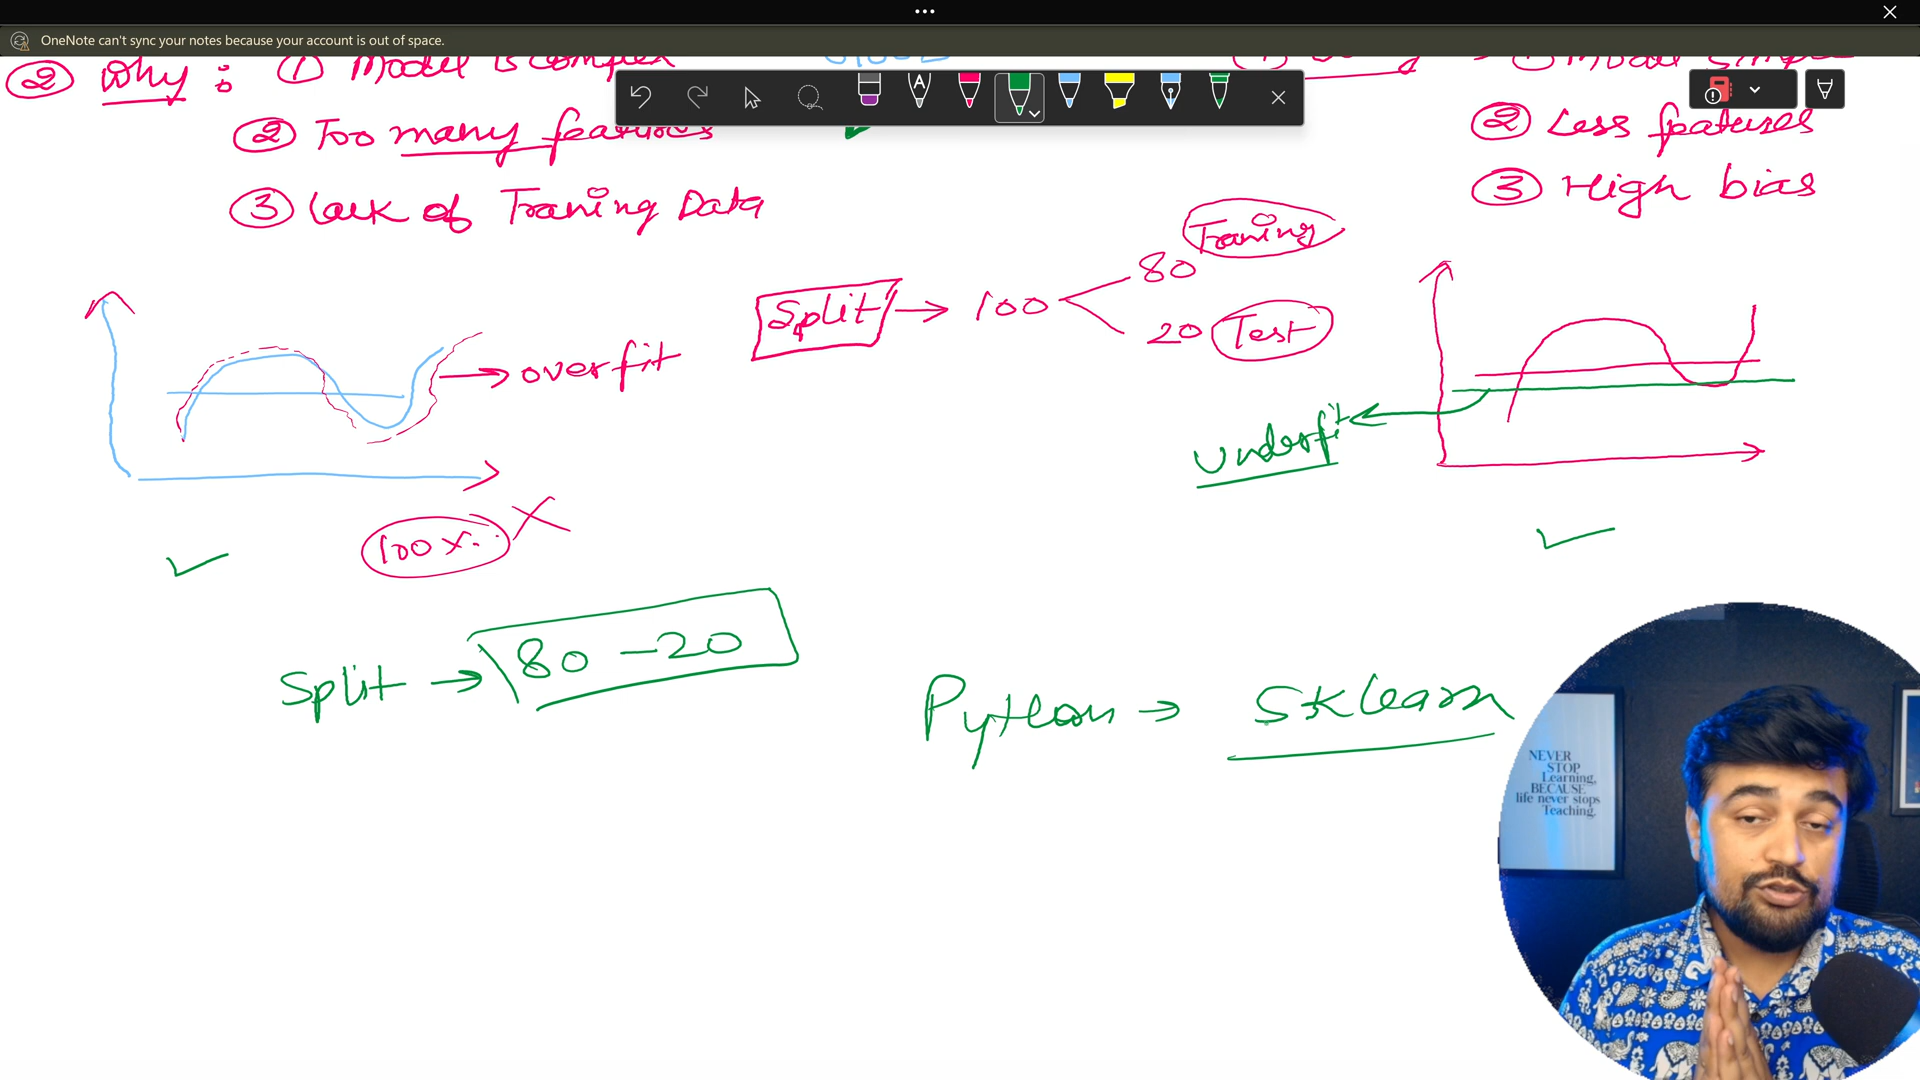 OneNote can't sync your notes because your account is out of space.
② Why : ① Model is complex
② Too many features
③ Lack of Traning Data
② Less features
③ High bias
Split → 100
80 Traning
20 Test
overfit
Underfit
100 %.
Split → 80 - 20
Python → SKlearn
NEVER
STOP
Learning,
BECAUSE
life never stops
Teaching.